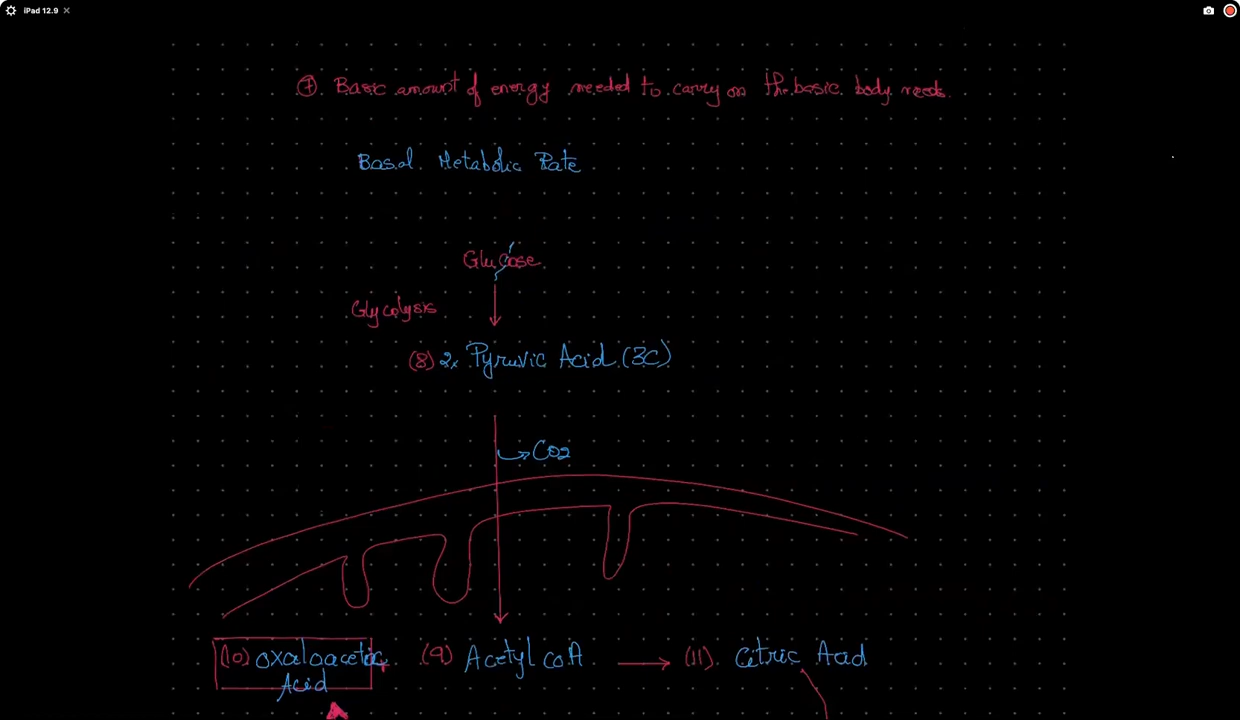 iPad 12.9
(7) Basic amount of energy needed to carry on the basic body needs.
Basal Metabolic Rate
Glucose
Glycolysis
(8) 2x Pyruvic Acid (3C)
CO2
(10) oxaloacetic (9) Acetyl coA (11) Citric Acid
Acid